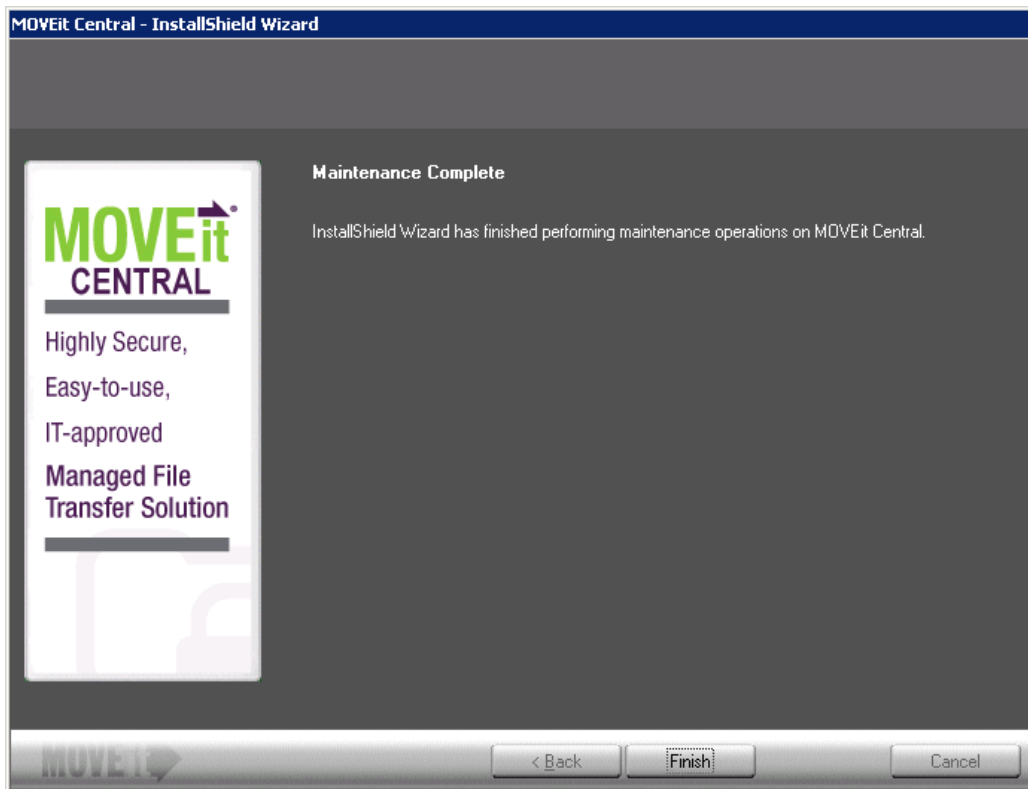 MOVEit Central - InstallShield Wizard
MOVEit
CENTRAL
Highly Secure,
Easy-to-use,
IT-approved
Managed File
Transfer Solution
Maintenance Complete
InstallShield Wizard has finished performing maintenance operations on MOVEit Central.
MOVEit
< Back
Finish
Cancel